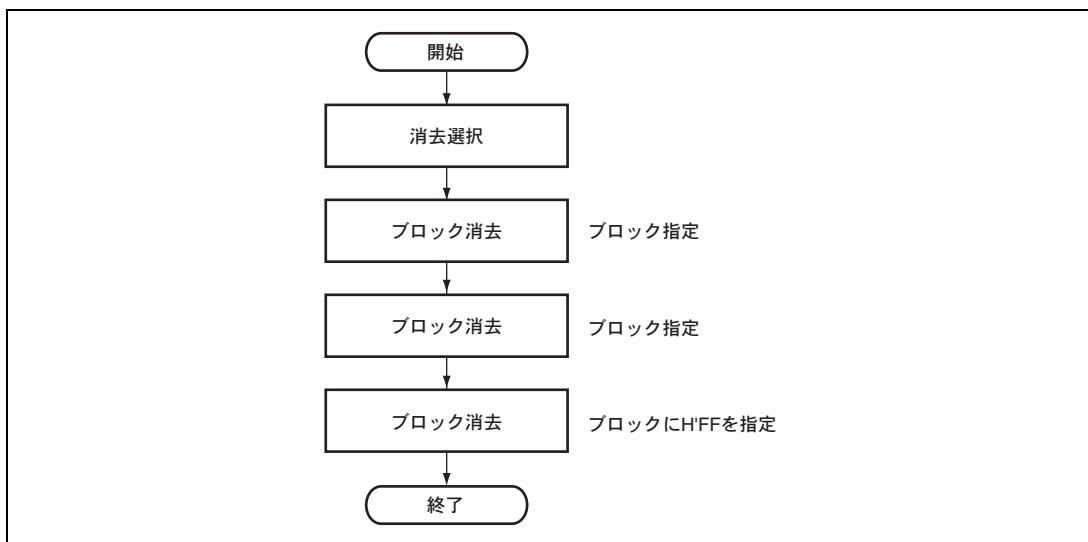 開始
消去選択
ブロック消去
ブロック指定
ブロック消去
ブロック指定
ブロック消去
ブロックにH'FFを指定
終了